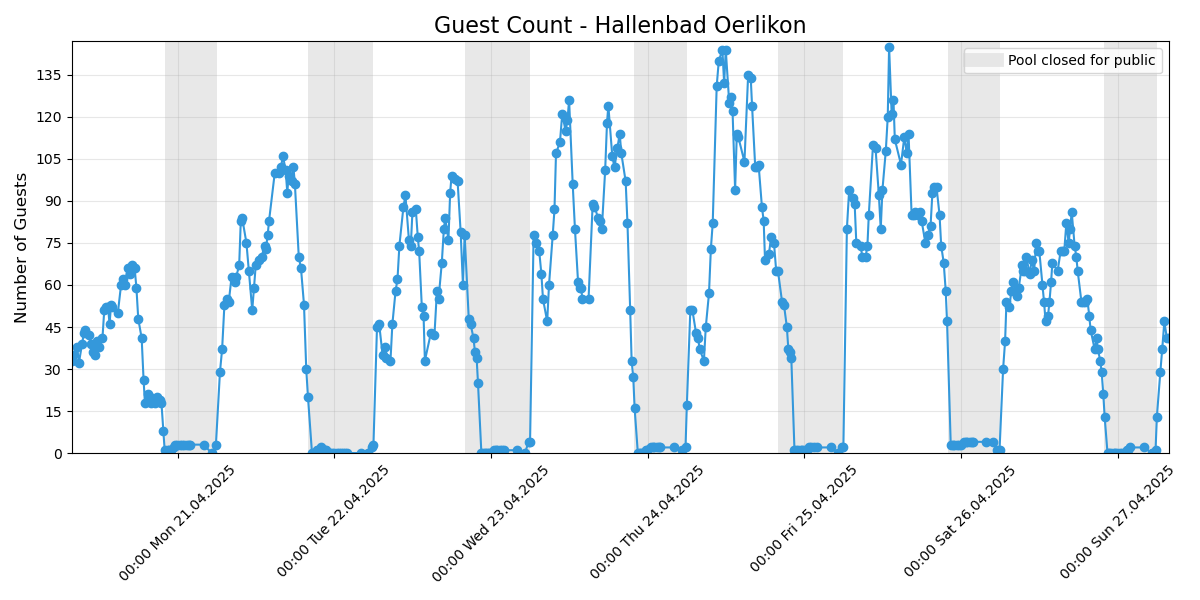 Guest Count - Hallenbad Oerlikon
Pool closed for public
Number of Guests
135
120
105
90
75
60
45
30
15
0
00:00 Mon 21.04.2025
00:00 Tue 22.04.2025
00:00 Wed 23.04.2025
00:00 Thu 24.04.2025
00:00 Fri 25.04.2025
00:00 Sat 26.04.2025
00:00 Sun 27.04.2025